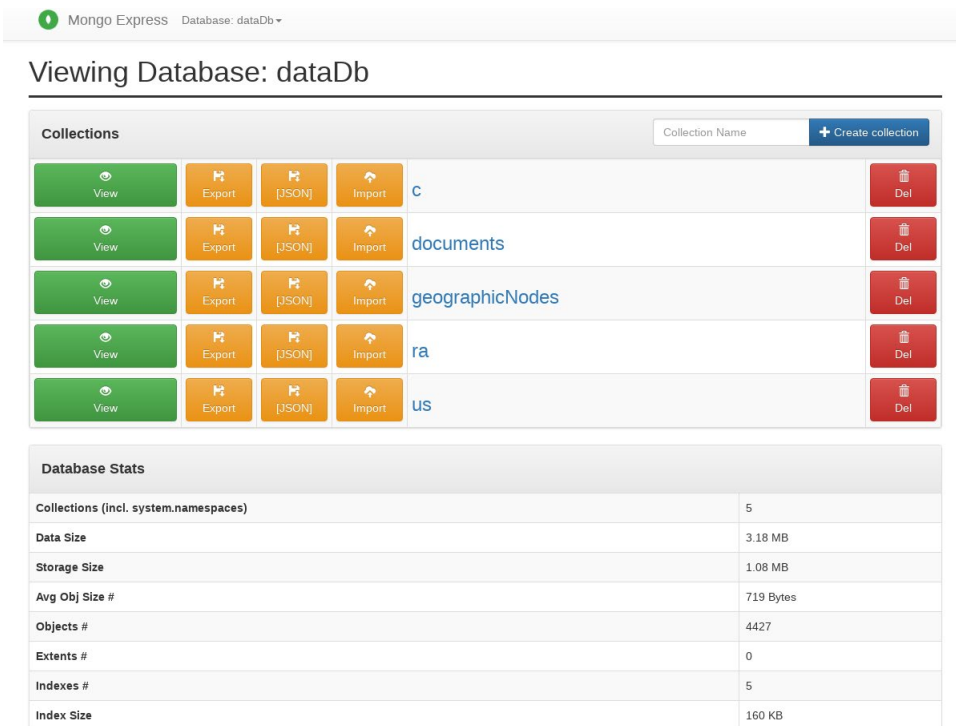 Mongo Express Database: dataDb
Viewing Database: dataDb
Collections Collection Name Create collection
View Export [JSON] Import c Del
View Export [JSON] Import documents Del
View Export [JSON] Import geographicNodes Del
View Export [JSON] Import ra Del
View Export [JSON] Import us Del
Database Stats
Collections (incl. system.namespaces) 5
Data Size 3.18 MB
Storage Size 1.08 MB
Avg Obj Size # 719 Bytes
Objects # 4427
Extents # 0
Indexes # 5
Index Size 160 KB